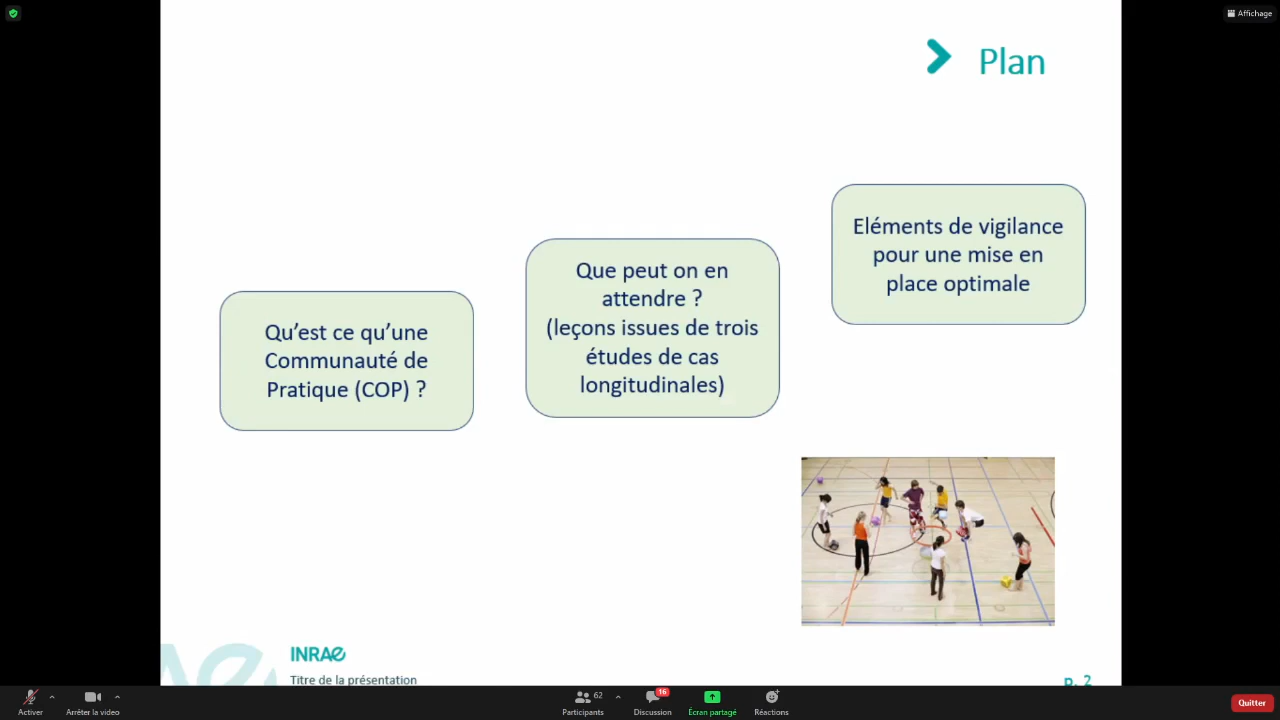 Affichage
Plan
Eléments de vigilance
pour une mise en
place optimale
Que peut on en
attendre ?
(leçons issues de trois
études de cas
longitudinales)
Qu’est ce qu’une
Communauté de
Pratique (COP) ?
INRAE
Titre de la présentation
p. 2
Activer
Arrêter la video
62
Participants
16
Discussion
Écran partagé
Réactions
Quitter